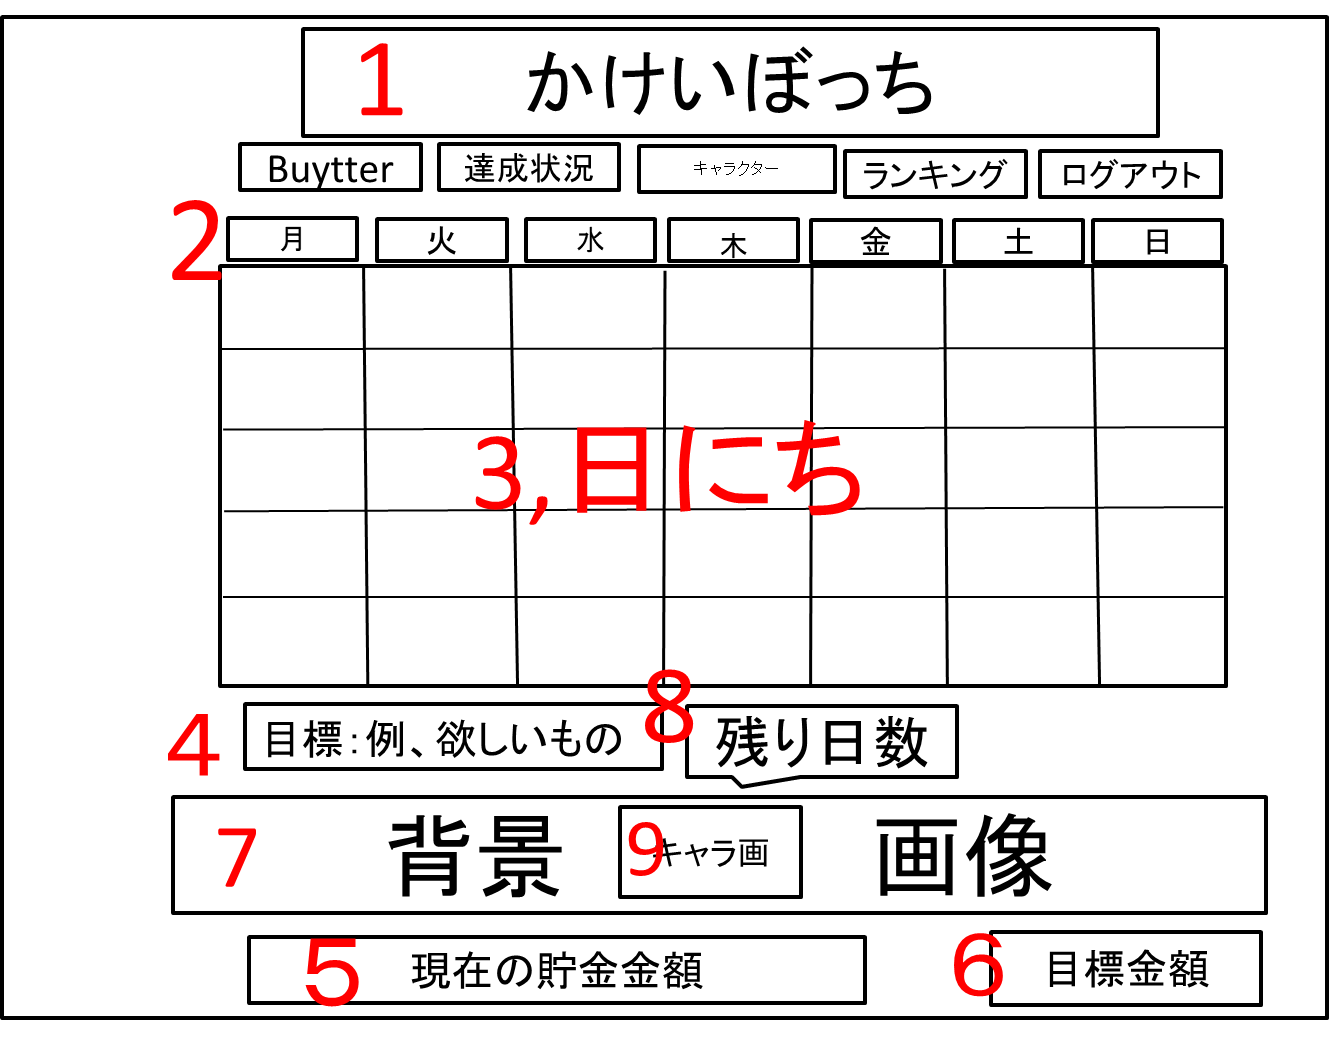 1 かけいぼっち
Buytter 達成状況 キャラクター ランキング ログアウト
2 月 火 水 木 金 土 日
3,日にち
4 目標:例、欲しいもの 8 残り日数
7 背景 9 キャラ画 画像
5 現在の貯金金額 6 目標金額